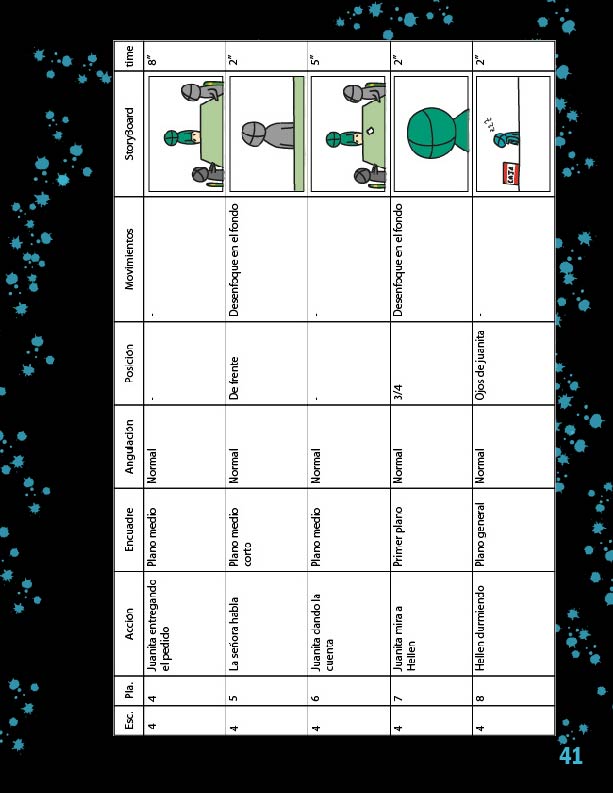 Esc. Pla. Acción Encuadre Angulación Posición Movimientos StoryBoard time
4 4 Juanita entregando Plano medio Normal - - 8"
el pedido
4 5 La señora habla Plano medio Normal De frente Desenfoque en el fondo 2"
corto
4 6 Juanita dando la Plano medio Normal - - 5"
cuenta
4 7 Juanita mira a Primer plano Normal 3/4 Desenfoque en el fondo 2"
Hellen
4 8 Hellen durmiendo Plano general Normal Ojos de juanita - CAJA zzzz 2"
41